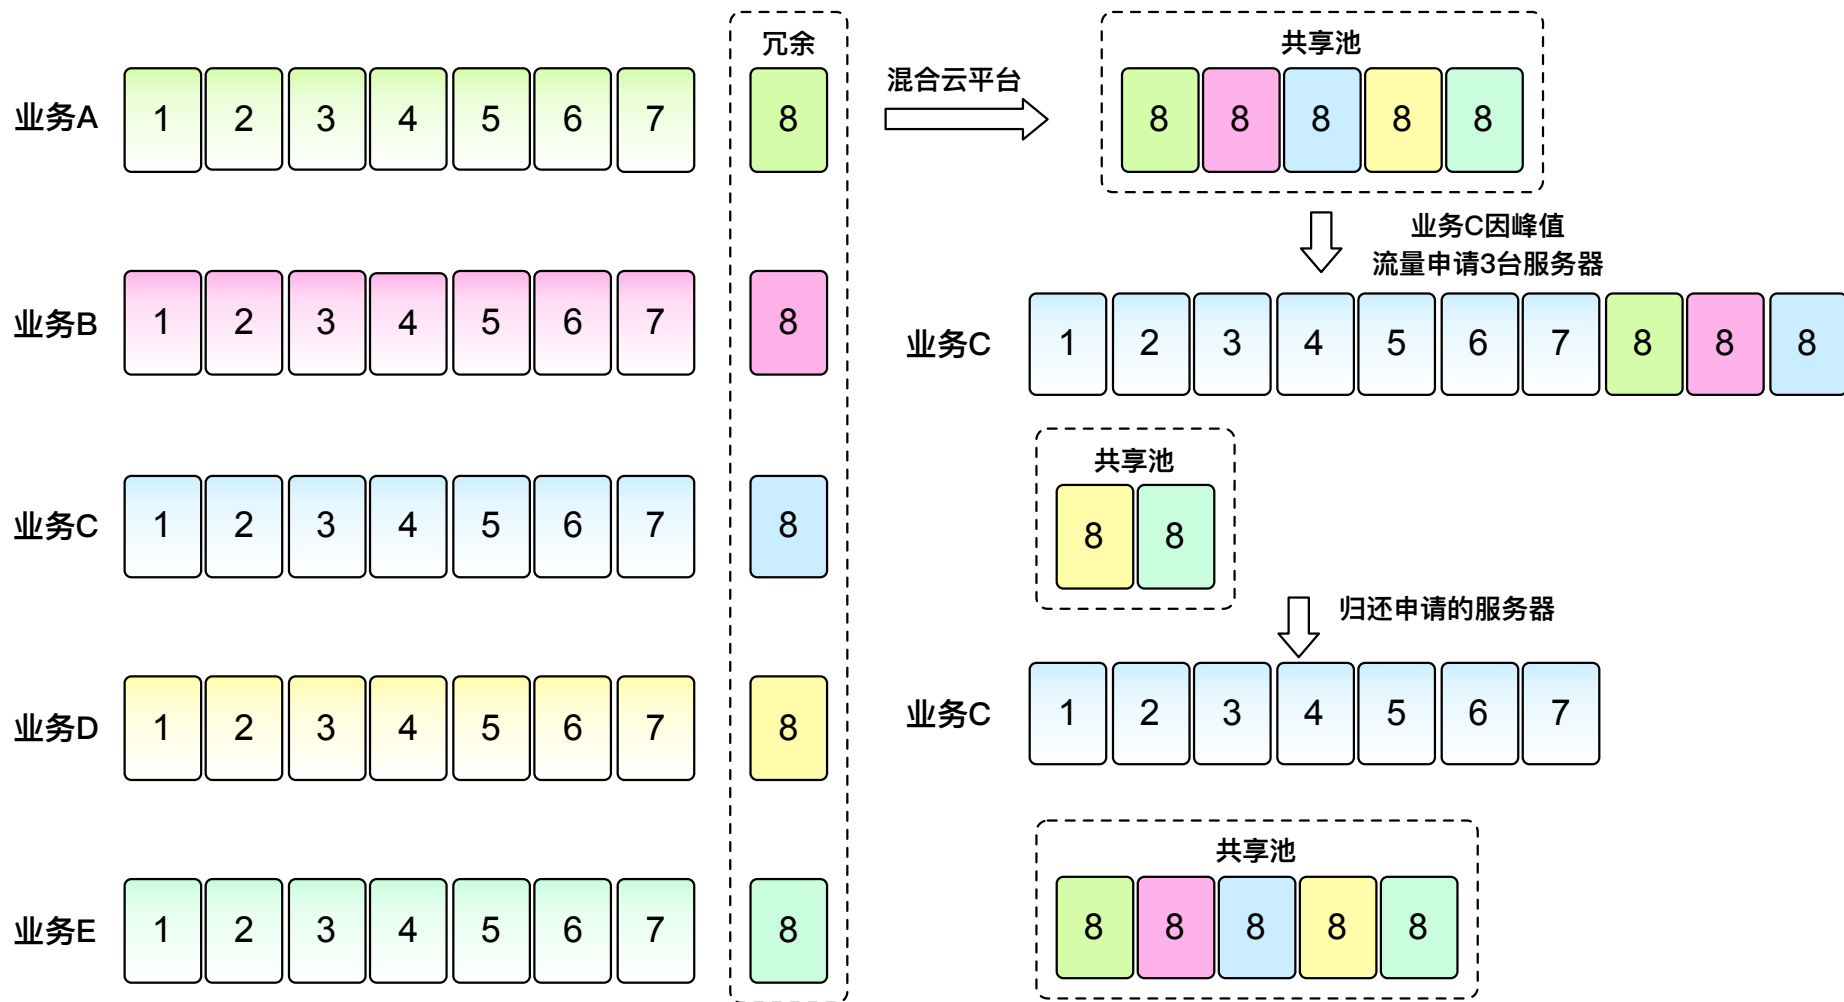 冗余
业务A
1 2 3 4 5 6 7 8
业务B
1 2 3 4 5 6 7 8
业务C
1 2 3 4 5 6 7 8
业务D
1 2 3 4 5 6 7 8
业务E
1 2 3 4 5 6 7 8
混合云平台
共享池
8 8 8 8 8
业务C因峰值
流量申请3台服务器
业务C
1 2 3 4 5 6 7 8 8 8
共享池
8 8
归还申请的服务器
业务C
1 2 3 4 5 6 7
共享池
8 8 8 8 8